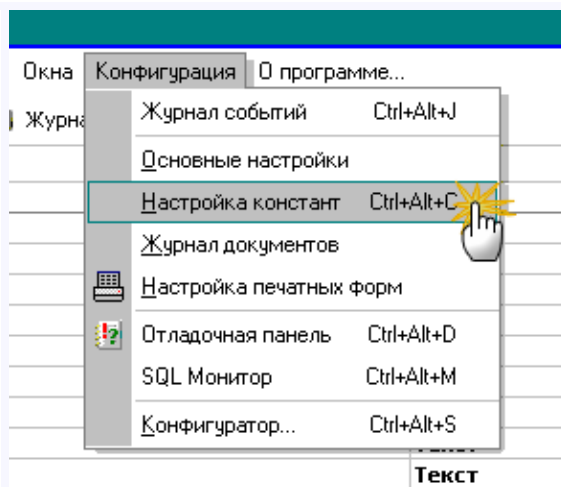 Окна Конфигурация О программе...
Журнал событий Ctrl+Alt+J
Основные настройки
Настройка констант Ctrl+Alt+C
Журнал документов
Настройка печатных форм
Отладочная панель Ctrl+Alt+D
SQL Монитор Ctrl+Alt+M
Конфигуратор... Ctrl+Alt+S
Текст